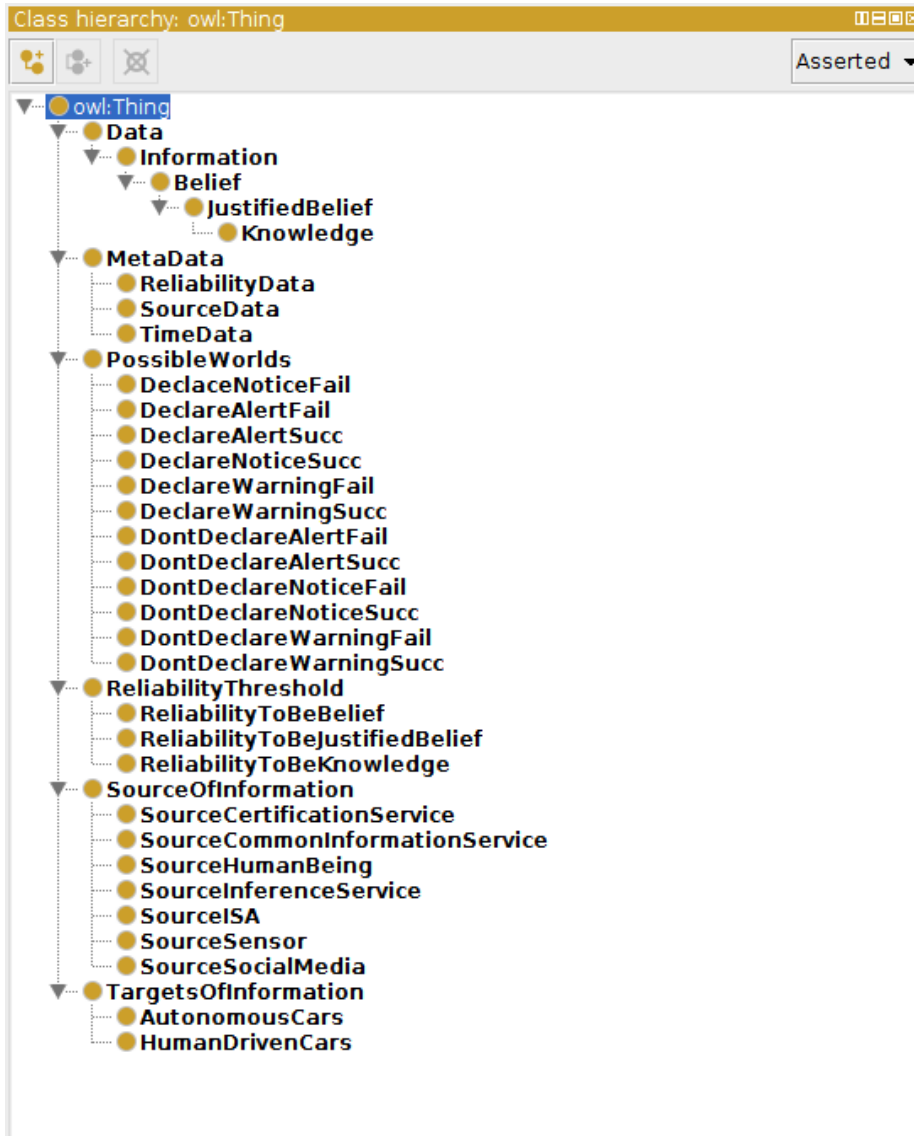 Class hierarchy: owl:Thing
Asserted
owl:Thing
Data
Information
Belief
JustifiedBelief
Knowledge
MetaData
ReliabilityData
SourceData
TimeData
PossibleWorlds
DeclaceNoticeFail
DeclareAlertFail
DeclareAlertSucc
DeclareNoticeSucc
DeclareWarningFail
DeclareWarningSucc
DontDeclareAlertFail
DontDeclareAlertSucc
DontDeclareNoticeFail
DontDeclareNoticeSucc
DontDeclareWarningFail
DontDeclareWarningSucc
ReliabilityThreshold
ReliabilityToBeBelief
ReliabilityToBeJustifiedBelief
ReliabilityToBeKnowledge
SourceOfInformation
SourceCertificationService
SourceCommonInformationService
SourceHumanBeing
SourceInferenceService
SourceISA
SourceSensor
SourceSocialMedia
TargetsOfInformation
AutonomousCars
HumanDrivenCars